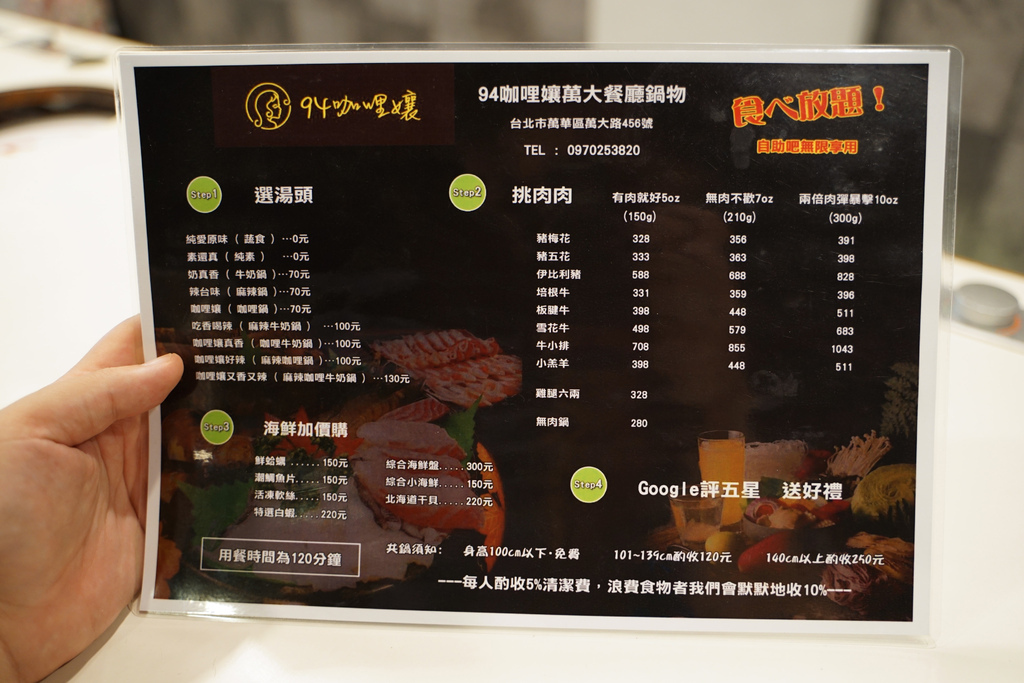 94咖哩孃
94咖哩孃萬大餐廳鍋物
台北市萬華區萬大路456號
TEL : 0970253820
食べ放題！
自助吧無限享用
Step1 選湯頭
純愛原味 ( 蔬食 ) ⋯0元
素還真 ( 純素 ) ⋯0元
奶真香 ( 牛奶鍋 )⋯70元
辣台味 ( 麻辣鍋 )⋯70元
咖哩孃 ( 咖哩鍋 )⋯70元
吃香喝辣 ( 麻辣牛奶鍋 ) ⋯100元
咖哩孃真香 ( 咖哩牛奶鍋 )⋯100元
咖哩孃好辣 ( 麻辣咖哩鍋 )⋯100元
咖哩孃又香又辣 ( 麻辣咖哩牛奶鍋 ) ⋯130元
Step2 挑肉肉 有肉就好5oz 無肉不歡7oz 兩倍肉彈暴擊10oz
(150g) (210g) (300g)
豬梅花 328 356 391
豬五花 333 363 398
伊比利豬 588 688 828
培根牛 331 359 396
板腱牛 398 448 511
雪花牛 498 579 683
牛小排 708 855 1043
小羔羊 398 448 511
雞腿六兩 328
無肉鍋 280
Step3 海鮮加價購
鮮蛤蠣......150元
潮鯛魚片.....150元
活凍軟絲.....150元
特選白蝦.....220元
綜合海鮮盤.....300元
綜合小海鮮.....150元
北海道干貝.....220元
Step4 Google評五星 送好禮
用餐時間為120分鐘
共鍋須知: 身高100cm以下·免費 101~139cm酌收120元 140cm以上酌收250元
---每人酌收5%清潔費，浪費食物者我們會默默地收10%---